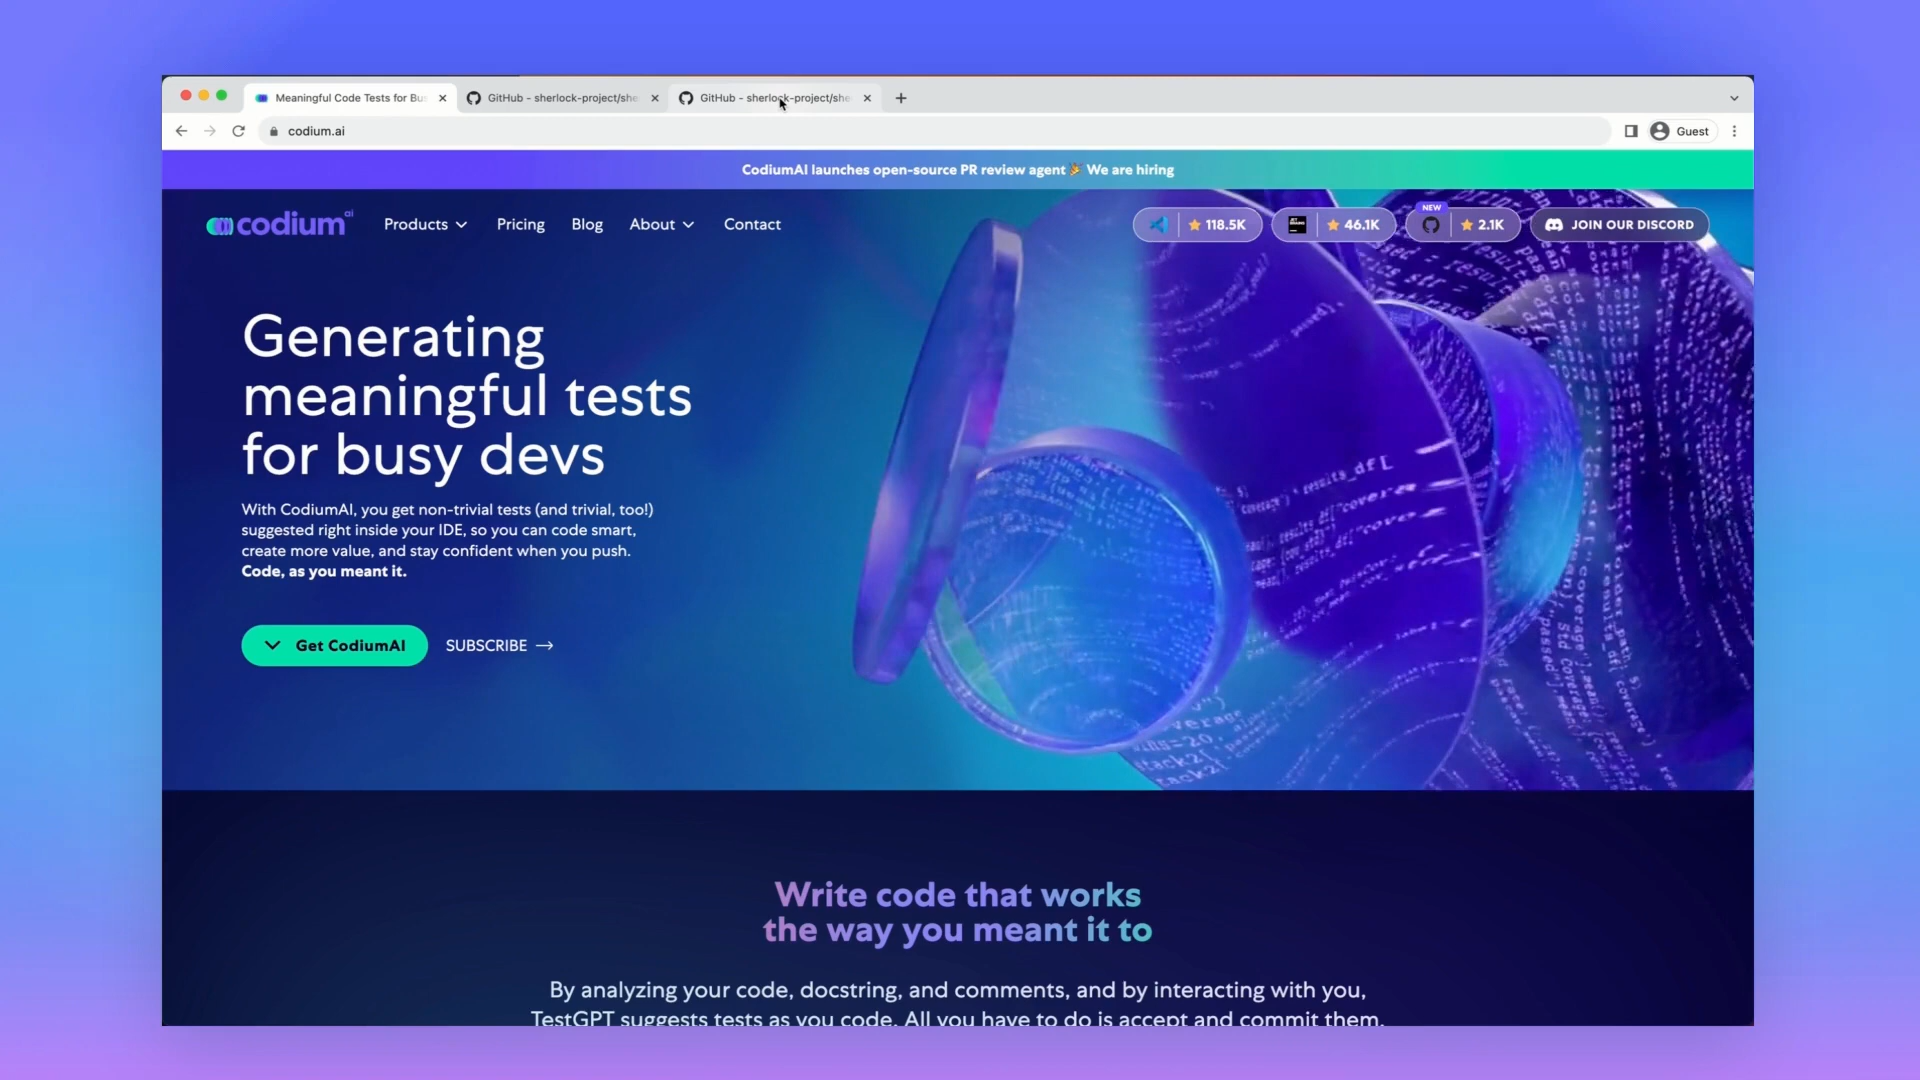 Meaningful Code Tests for Bu
GitHub - sherlock-project/she
GitHub - sherlock-project/she
codium.ai
Guest
CodiumAI launches open-source PR review agent 🎉 We are hiring
codium ai
Products
Pricing
Blog
About
Contact
118.5K
46.1K
NEW
2.1K
JOIN OUR DISCORD
Generating
meaningful tests
for busy devs
With CodiumAI, you get non-trivial tests (and trivial, too!)
suggested right inside your IDE, so you can code smart,
create more value, and stay confident when you push.
Code, as you meant it.
Get CodiumAI
SUBSCRIBE →
Write code that works
the way you meant it to
By analyzing your code, docstring, and comments, and by interacting with you,
TestGPT suggests tests as you code. All you have to do is accept and commit them.